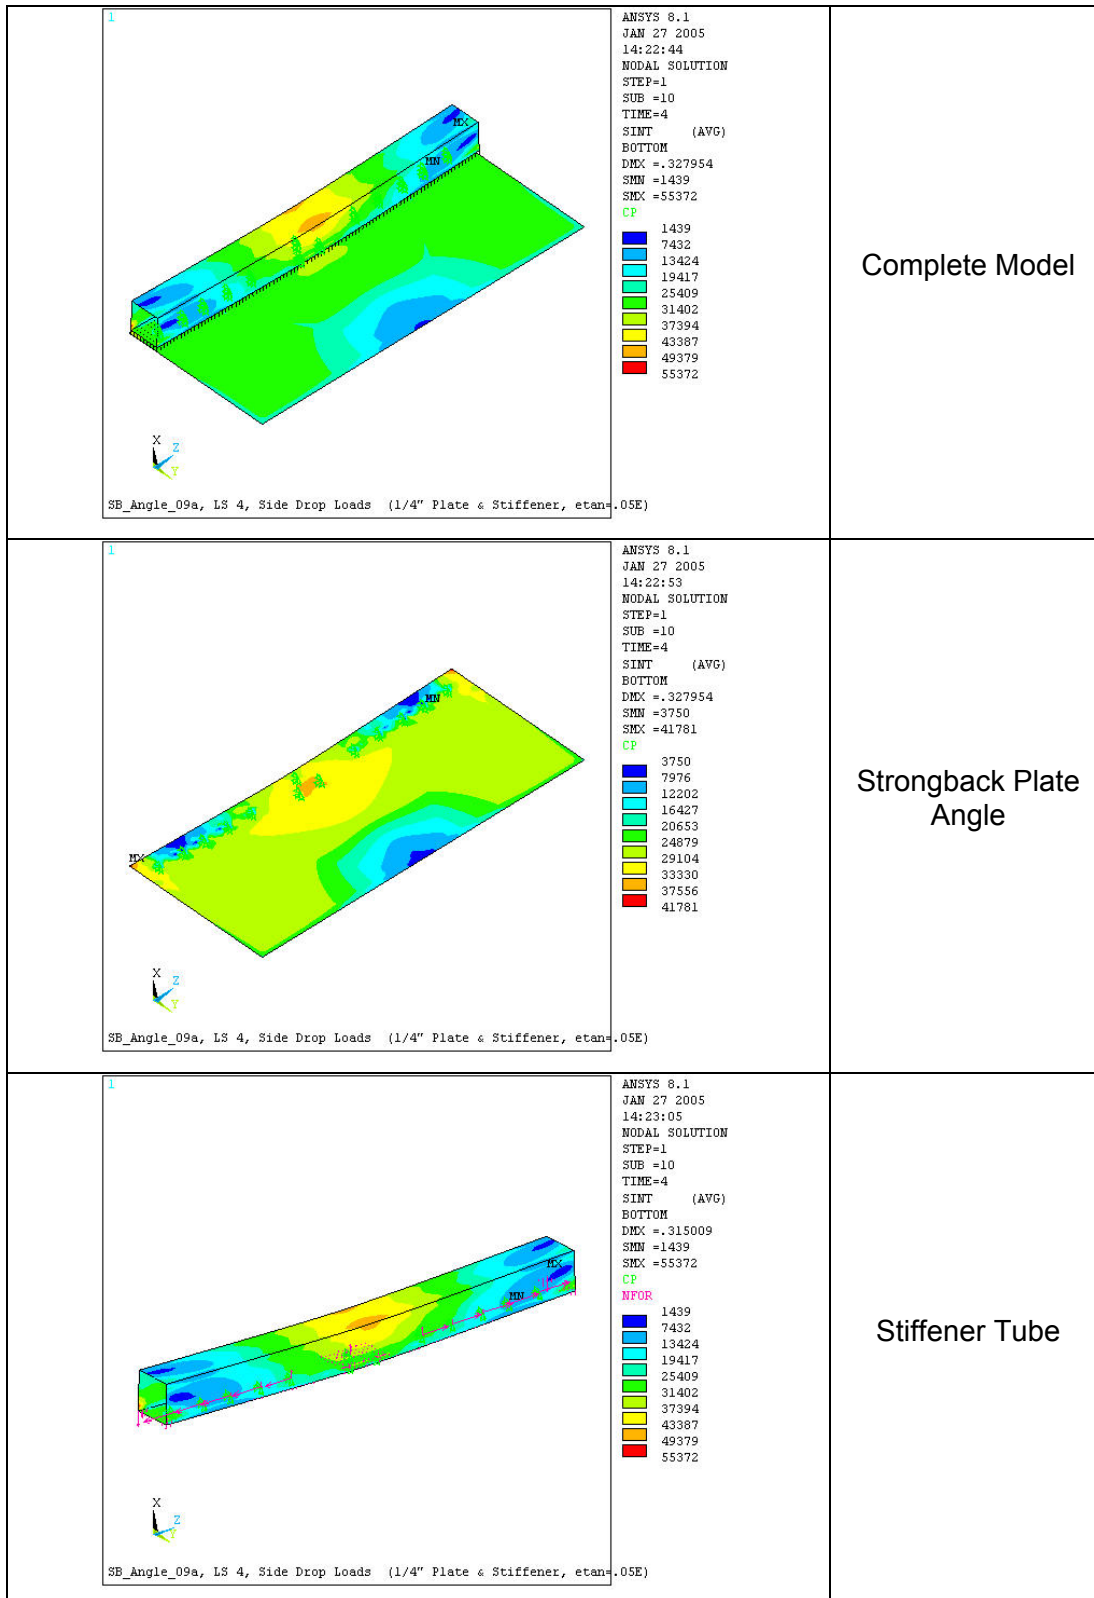 1
ANSYS 8.1
JAN 27 2005
14:22:44
NODAL SOLUTION
STEP=1
SUB =10
TIME=4
SINT (AVG)
BOTTOM
DMX =.327954
SMN =1439
SMX =55372
CP
1439
7432
13424
19417
25409
31402
37394
43387
49379
55372
MX
MN
X
Z
Y
SB_Angle_09a, LS 4, Side Drop Loads (1/4" Plate & Stiffener, etan=.05E)
Complete Model
1
ANSYS 8.1
JAN 27 2005
14:22:53
NODAL SOLUTION
STEP=1
SUB =10
TIME=4
SINT (AVG)
BOTTOM
DMX =.327954
SMN =3750
SMX =41781
CP
3750
7976
12202
16427
20653
24879
29104
33330
37556
41781
MN
MX
X
Z
Y
SB_Angle_09a, LS 4, Side Drop Loads (1/4" Plate & Stiffener, etan=.05E)
Strongback Plate
Angle
1
ANSYS 8.1
JAN 27 2005
14:23:05
NODAL SOLUTION
STEP=1
SUB =10
TIME=4
SINT (AVG)
BOTTOM
DMX =.315009
SMN =1439
SMX =55372
CP
NFOR
1439
7432
13424
19417
25409
31402
37394
43387
49379
55372
MX
MN
X
Z
Y
SB_Angle_09a, LS 4, Side Drop Loads (1/4" Plate & Stiffener, etan=.05E)
Stiffener Tube